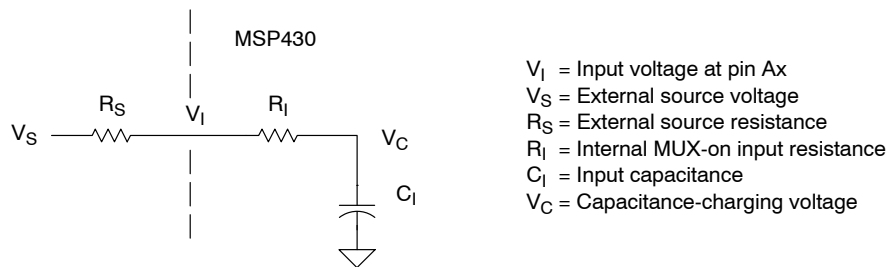 MSP430
R_S
V_I
R_I
V_S
V_C
C_I
V_I = Input voltage at pin Ax
V_S = External source voltage
R_S = External source resistance
R_I = Internal MUX-on input resistance
C_I = Input capacitance
V_C = Capacitance-charging voltage